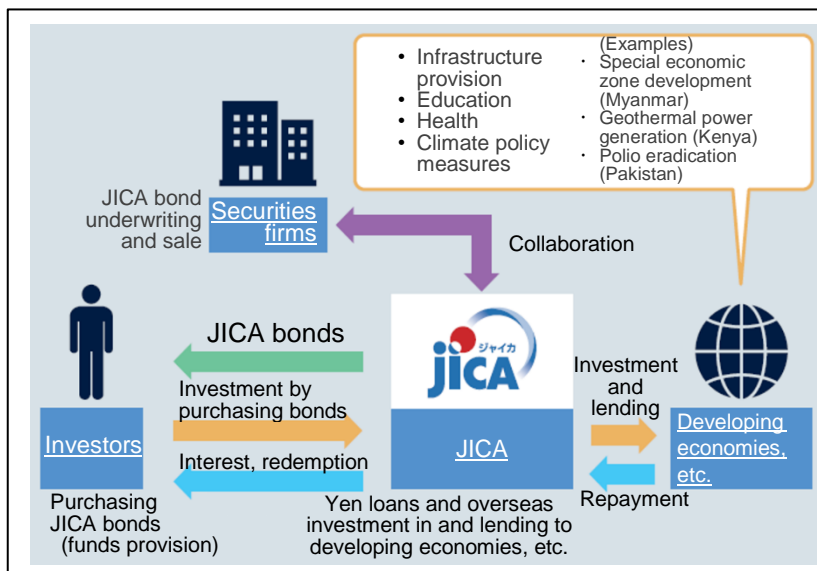 • Infrastructure
provision
• Education
• Health
• Climate policy
measures
(Examples)
・ Special economic
zone development
(Myanmar)
・ Geothermal power
generation (Kenya)
・ Polio eradication
(Pakistan)
JICA bond
underwriting
and sale
Securities
firms
Collaboration
JICA bonds
Investment by
purchasing bonds
Interest, redemption
Investors
Purchasing
JICA bonds
(funds provision)
ジャイカ
jICA
JICA
Yen loans and overseas
investment in and lending to
developing economies, etc.
Investment
and
lending
Repayment
Developing
economies,
etc.